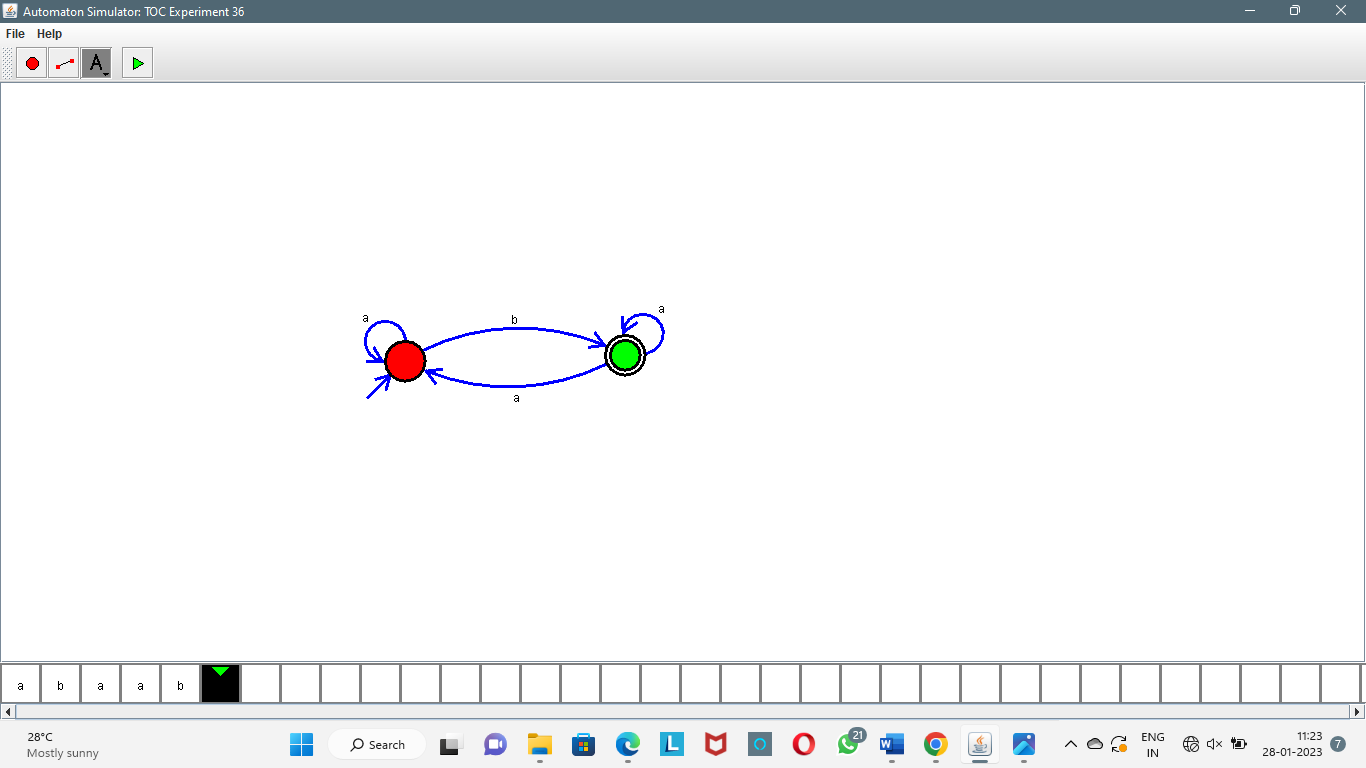 Automaton Simulator: TOC Experiment 36
File Help
A
a
b
a
a
a b a a b
28°C
Mostly sunny
Search
21
ENG
IN
11:23
28-01-2023
7